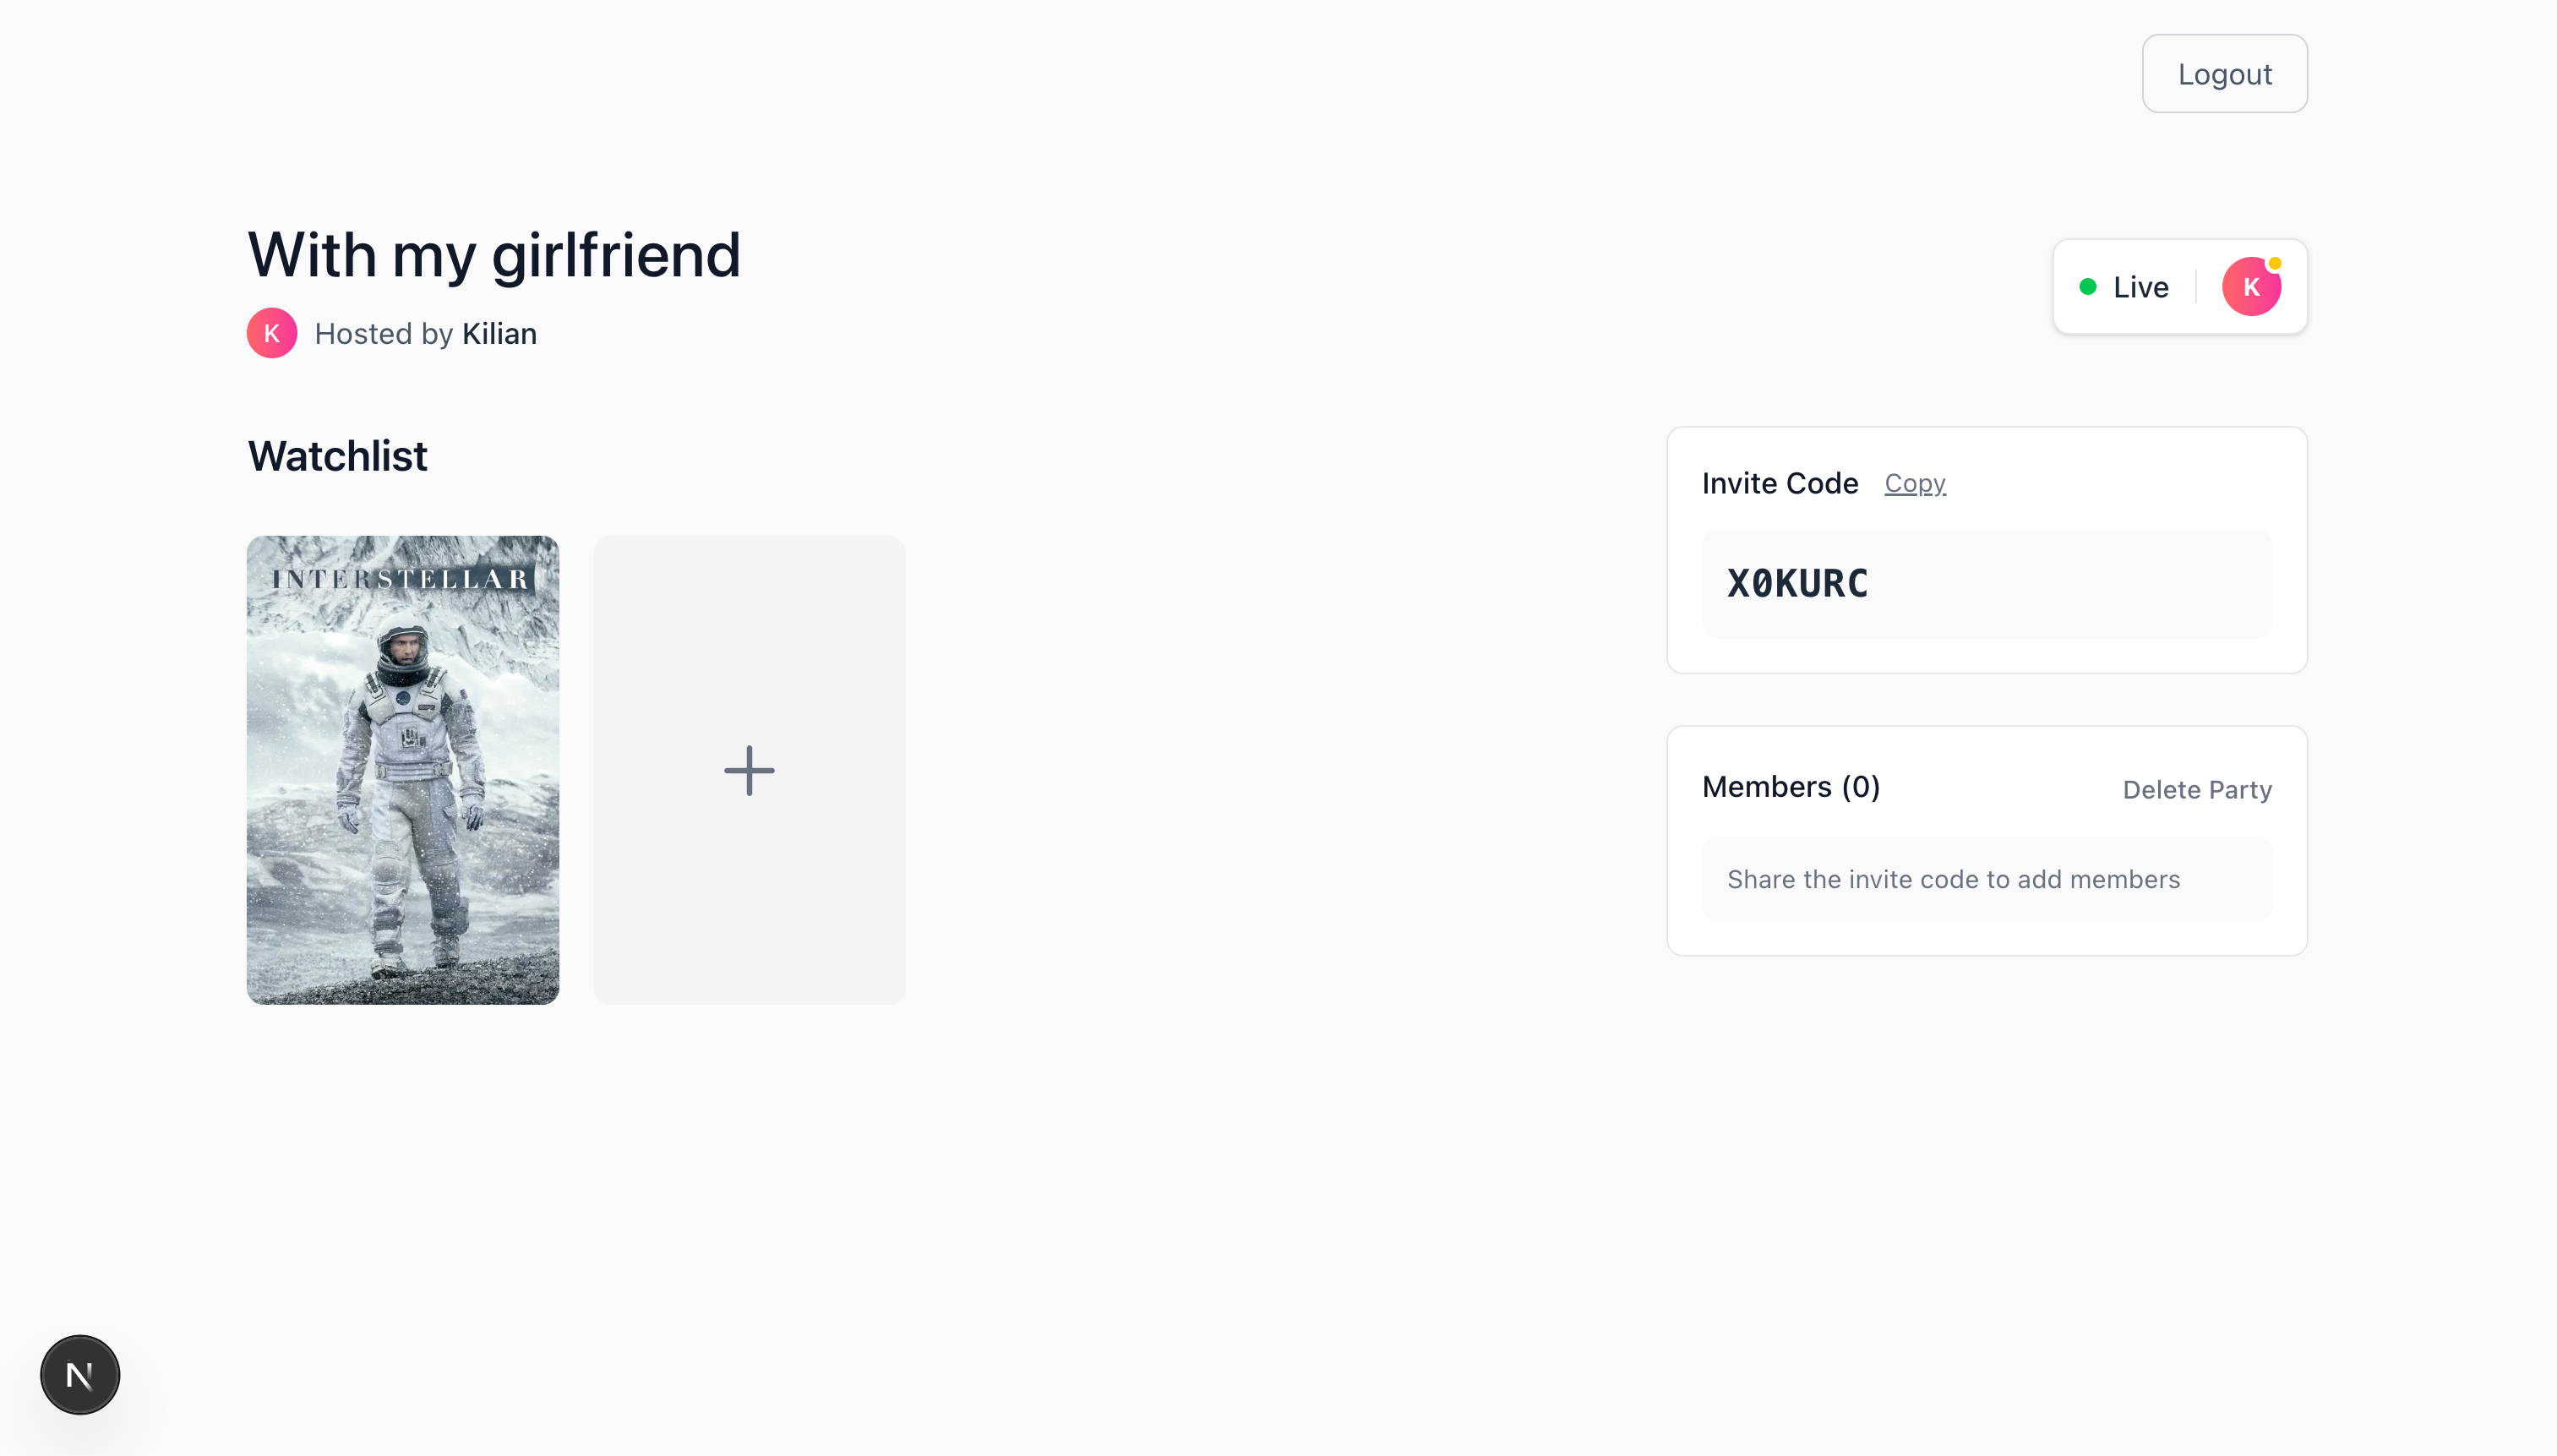 Logout
With my girlfriend
K
Hosted by Kilian
Live
K
Watchlist
INTERSTELLAR
Invite Code
Copy
X0KURC
Members (0)
Delete Party
Share the invite code to add members
N